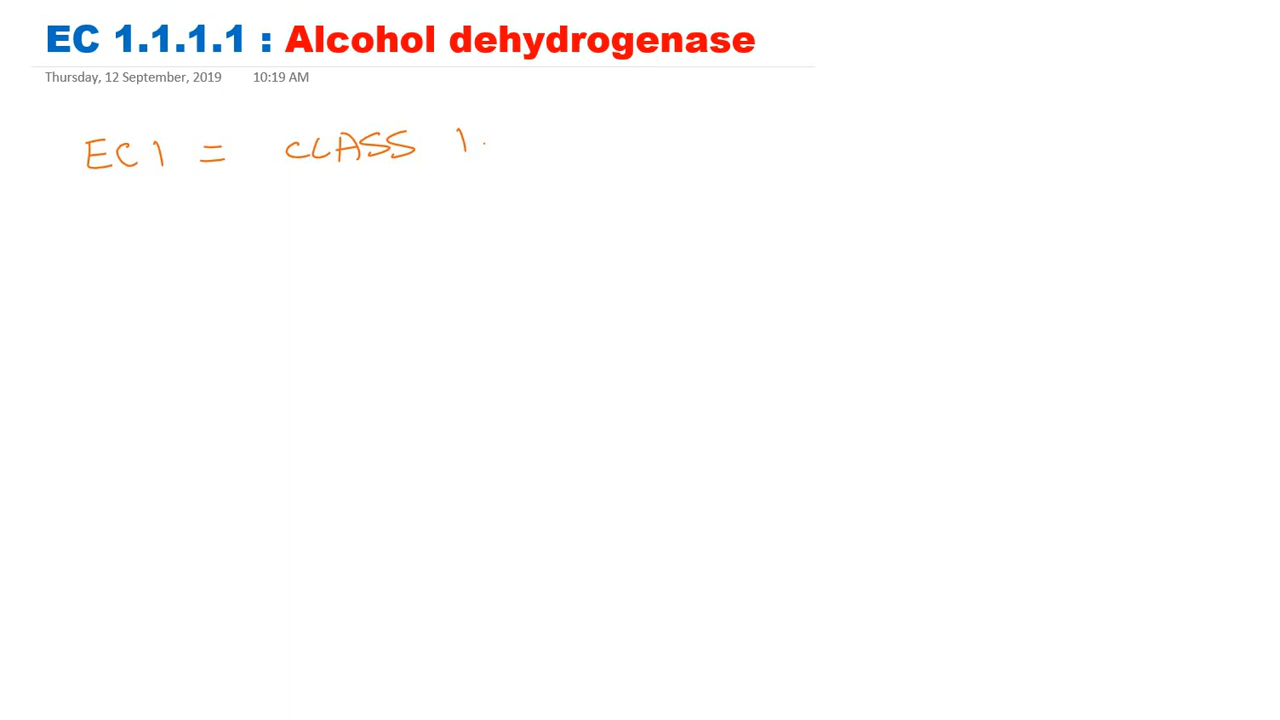 EC 1.1.1.1 : Alcohol dehydrogenase
Thursday, 12 September, 2019 10:19 AM
EC 1 = CLASS 1.